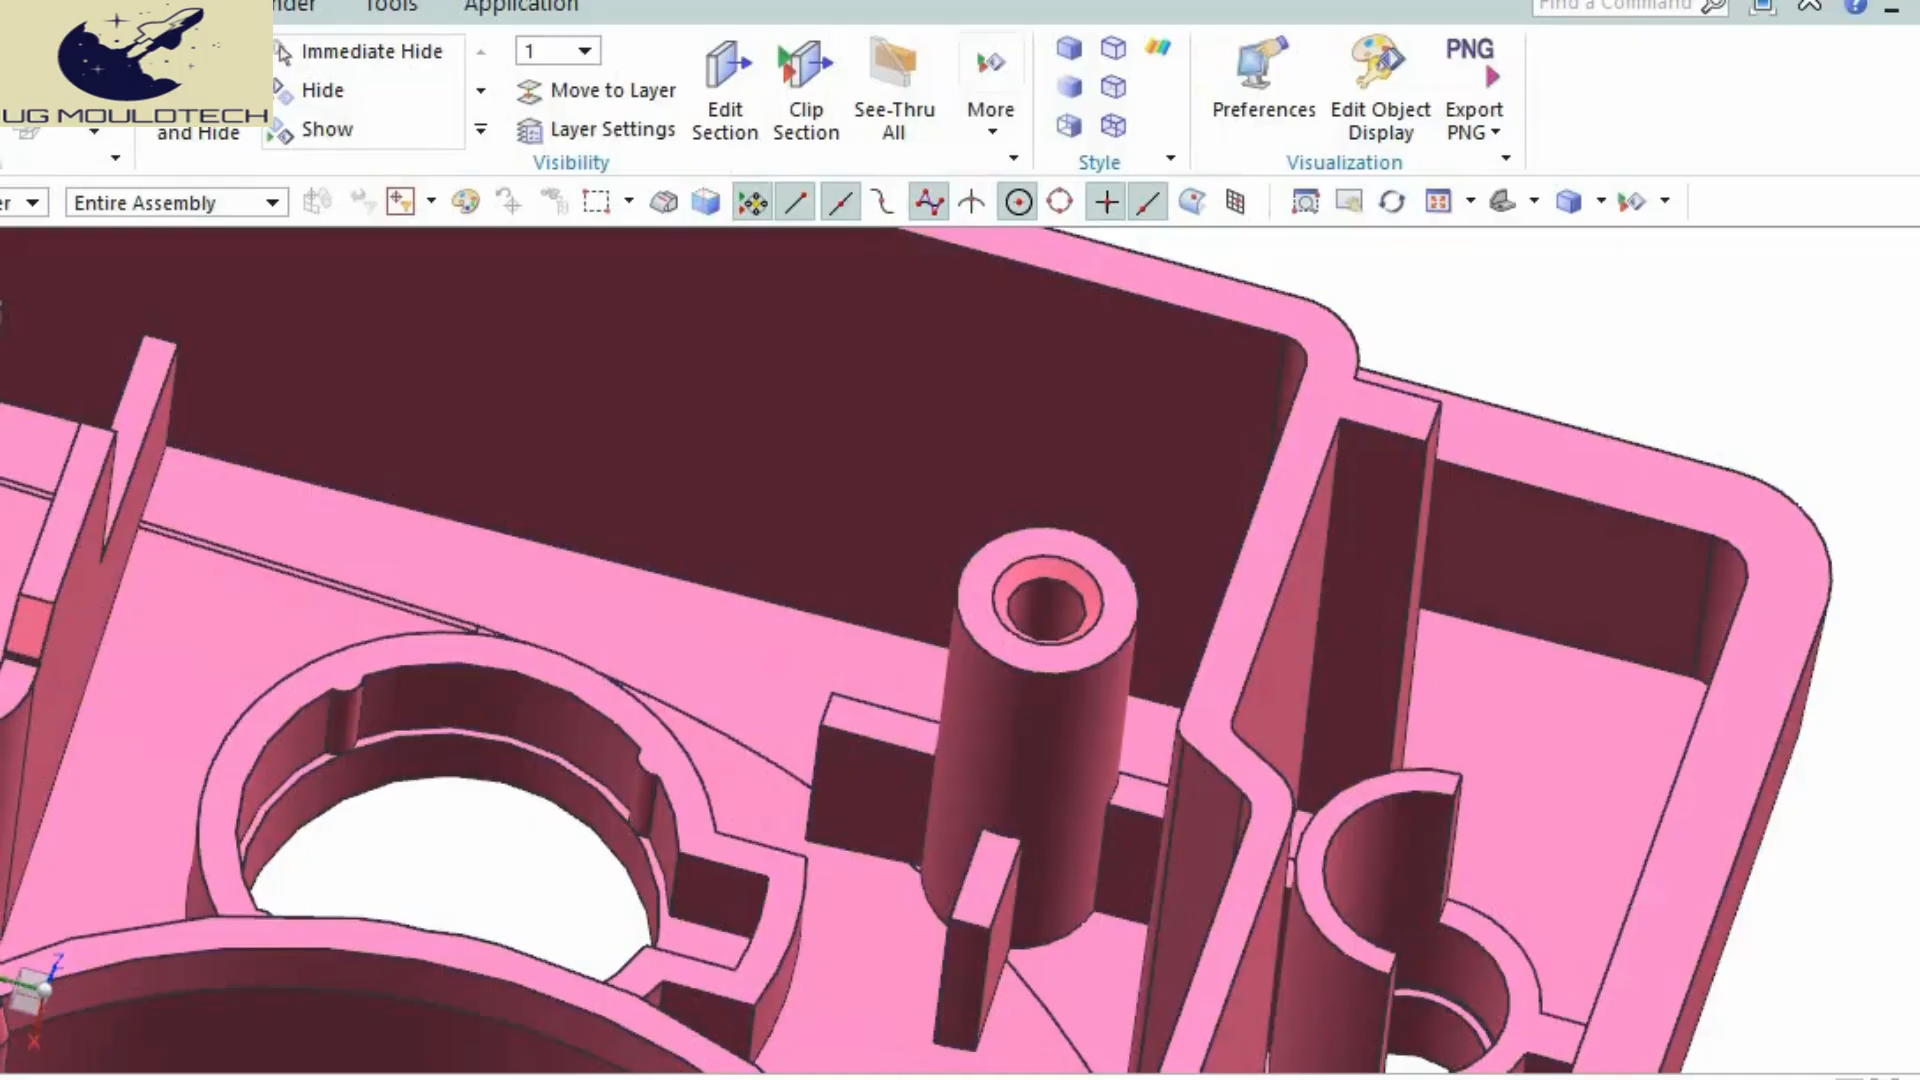 Tools
Application
Find a Command
UG MOULDTECH
and Hide
Immediate Hide
Hide
Show
1
Move to Layer
Layer Settings
Visibility
Edit
Section
Clip
Section
See-Thru
All
More
Style
Preferences
Edit Object
Display
PNG
Export
PNG
Visualization
Entire Assembly
Z
X